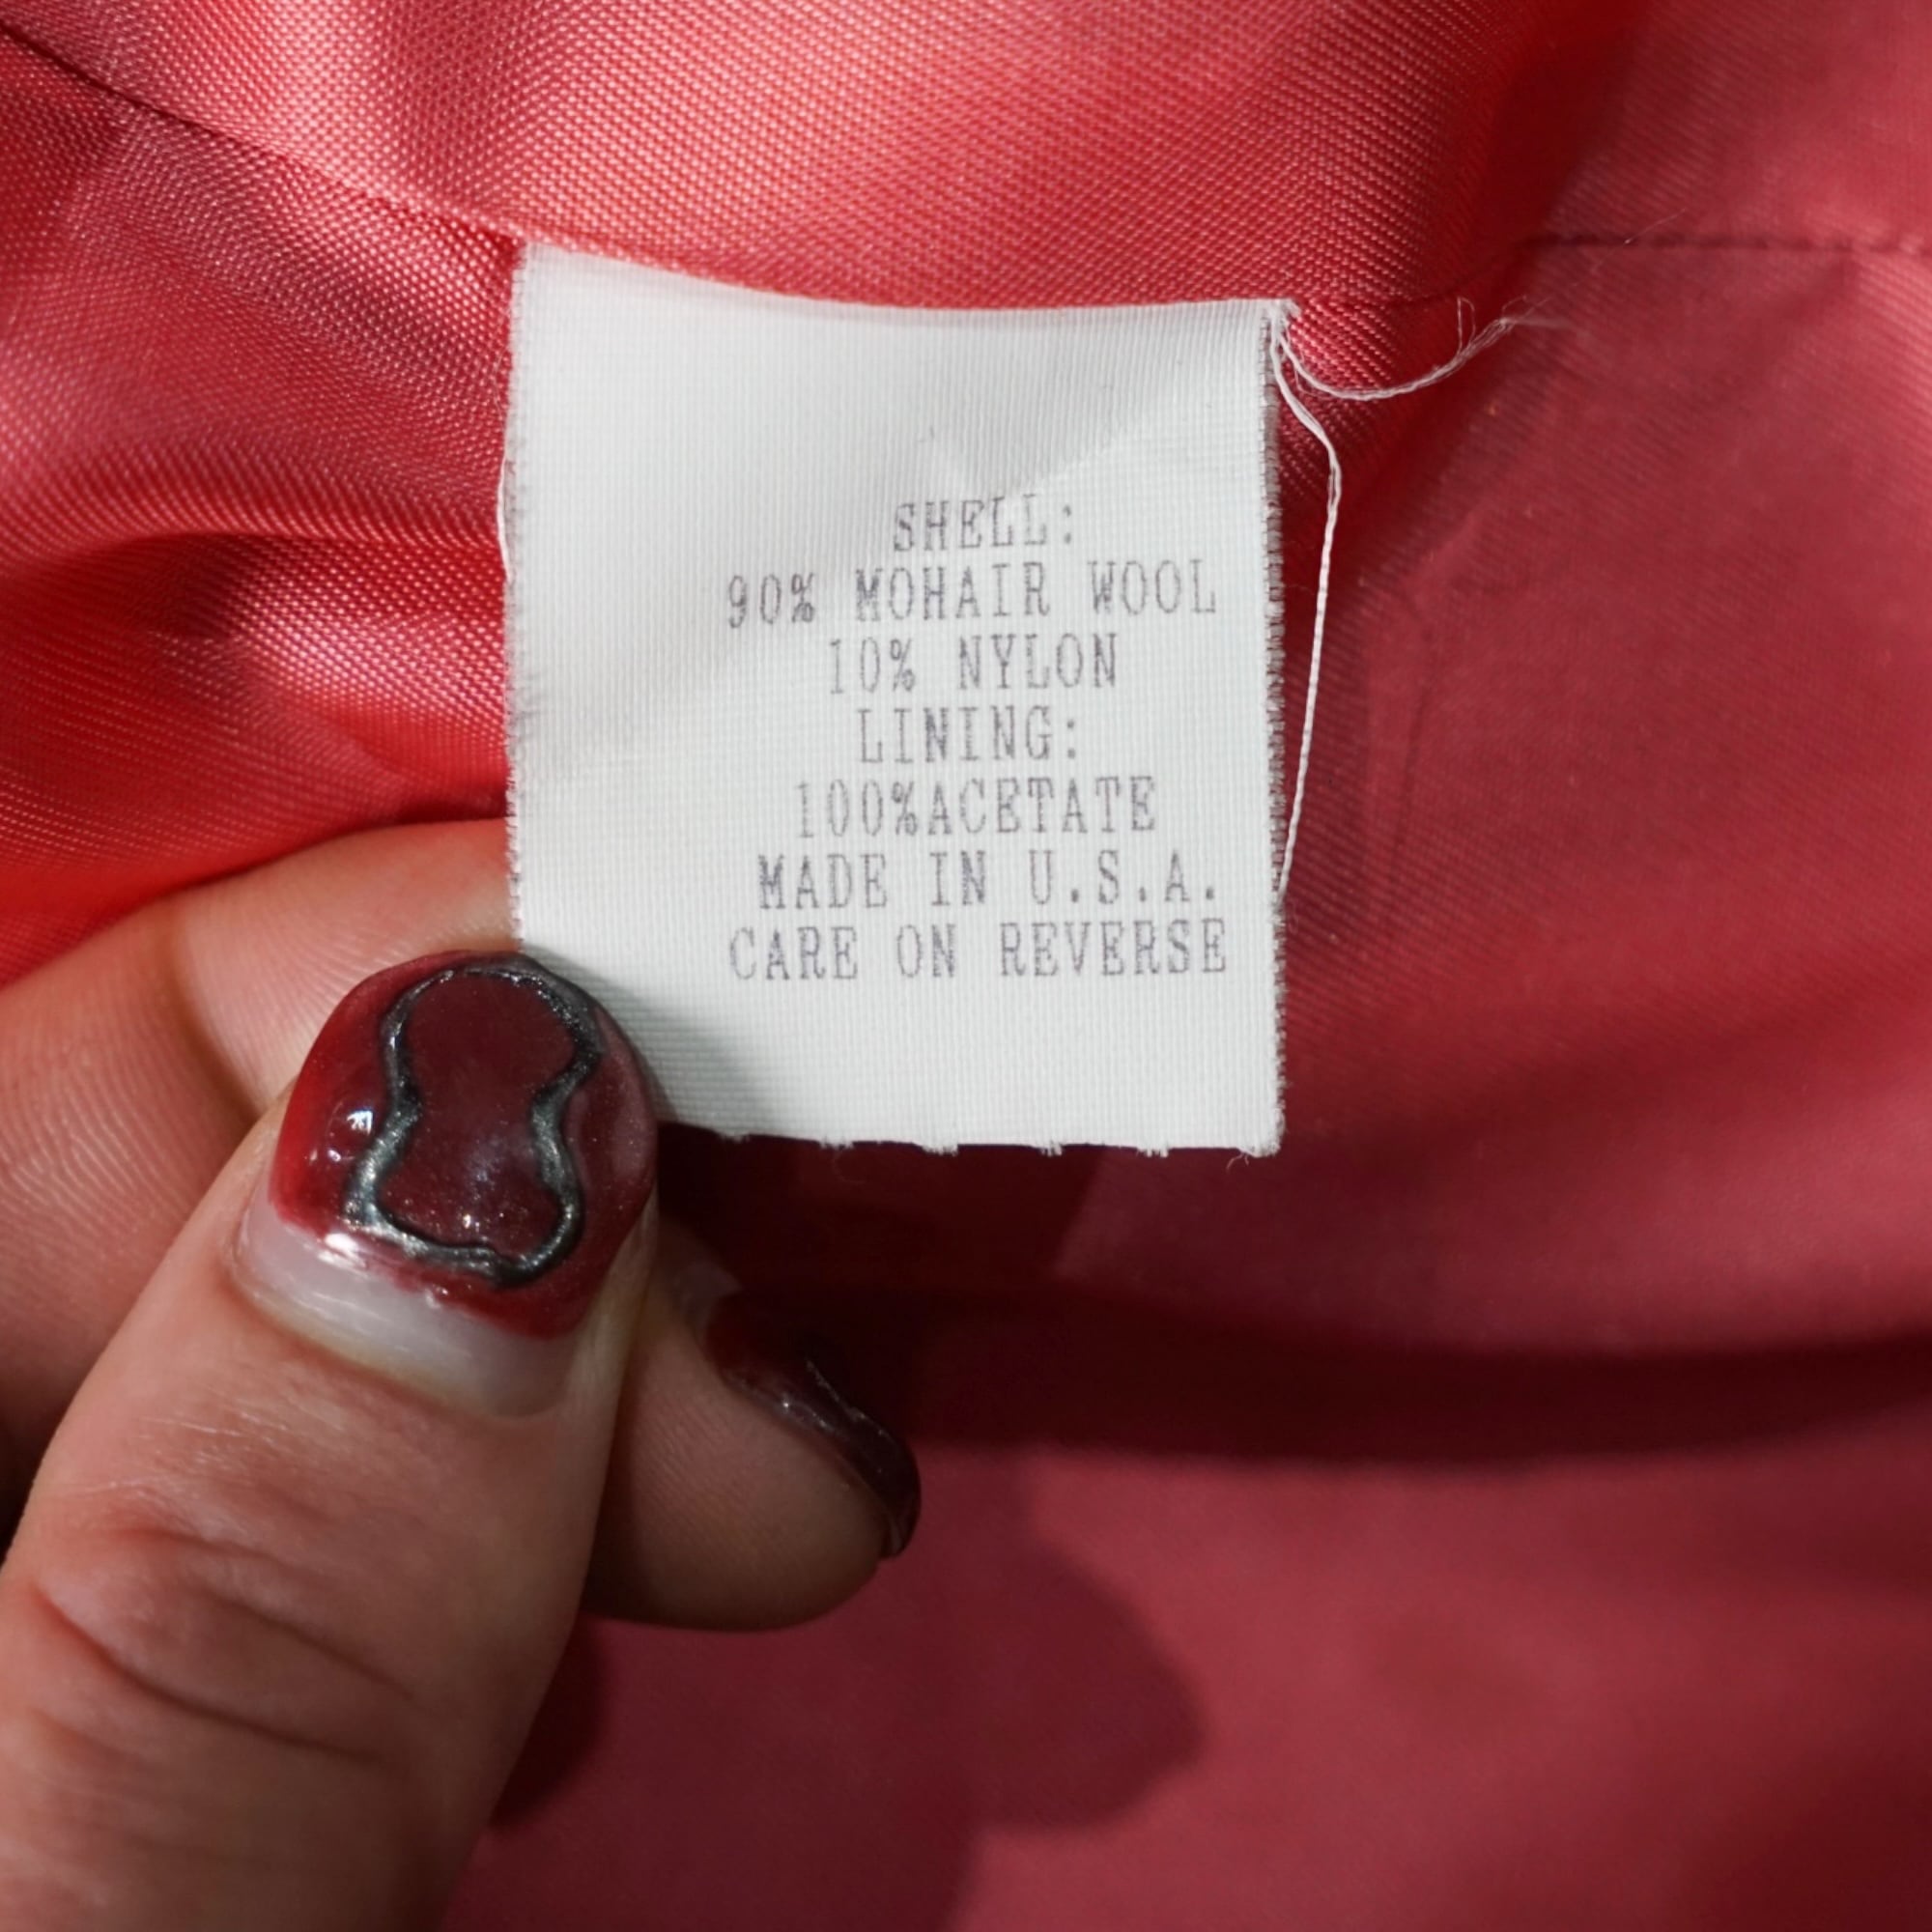 SHELL:
90% MOHAIR WOOL
10% NYLON
LINING:
100%ACETATE
MADE IN U.S.A.
CARE ON REVERSE